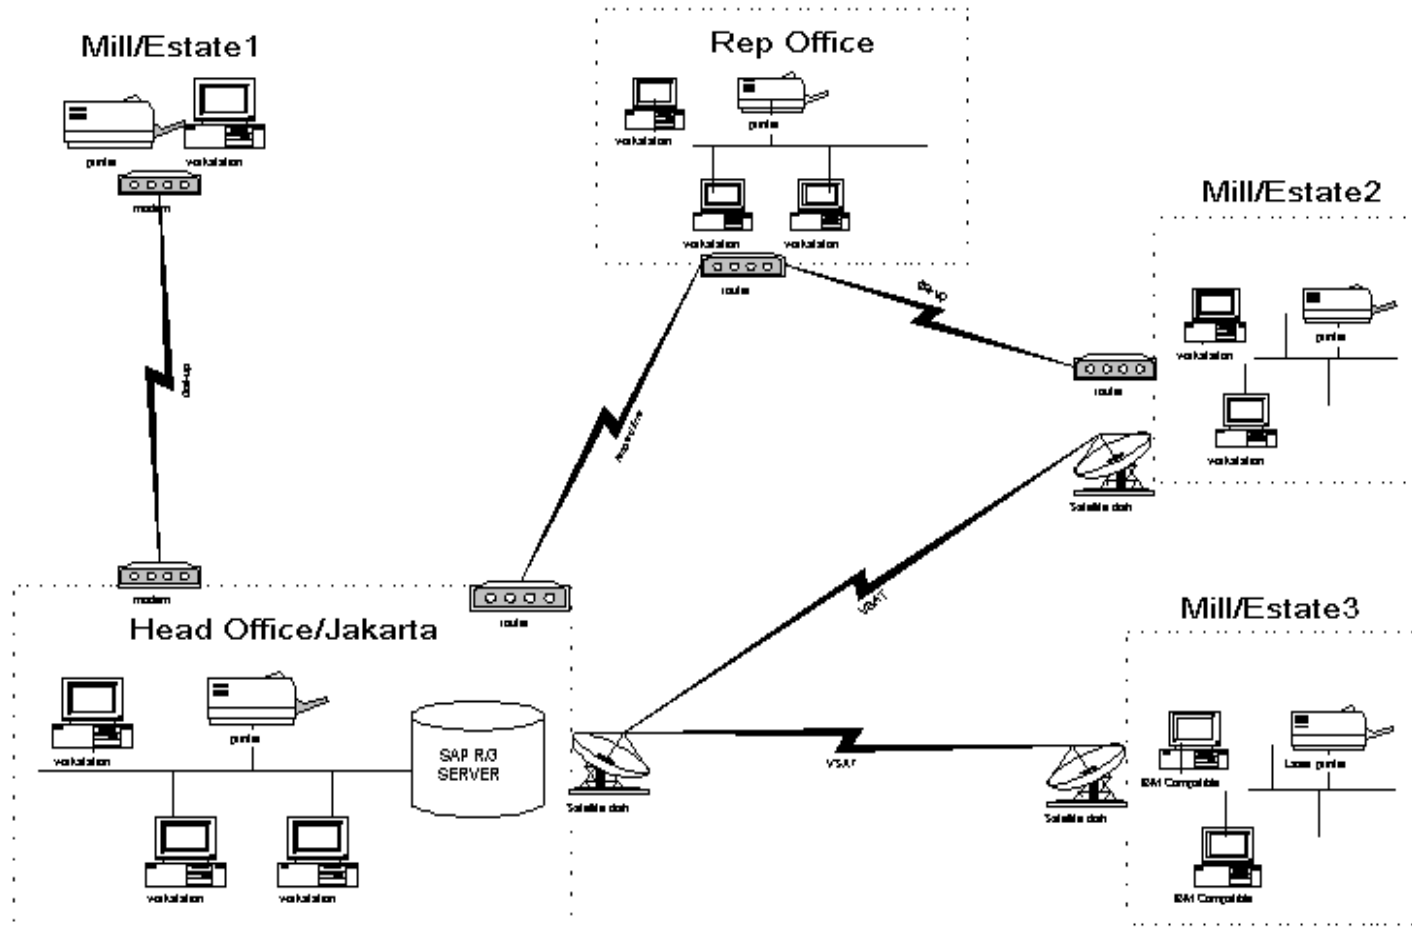 Mill/Estate1
printer
workstation
modem
dial-up
modem
Rep Office
workstation
printer
workstation
workstation
router
dial-up
Mill/Estate2
workstation
printer
workstation
router
Satellite dish
VSAT
router
Head Office/Jakarta
workstation
printer
SAP R/3
SERVER
workstation
workstation
Satellite dish
VSAT
Satellite dish
Mill/Estate3
IBM Compatible
Laser printer
IBM Compatible